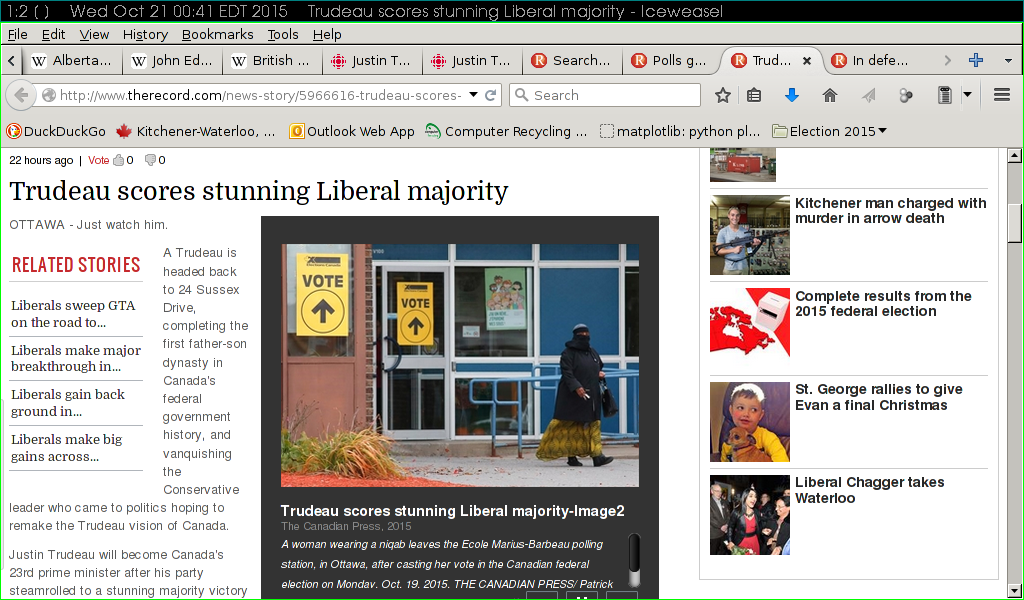 1:2 ( ) Wed Oct 21 00:41 EDT 2015 Trudeau scores stunning Liberal majority - Iceweasel
File Edit View History Bookmarks Tools Help
Alberta... John Ed... British ... Justin T... Justin T... Search... Polls g... Trud... In defe...
http://www.therecord.com/news-story/5966616-trudeau-scores- Search
DuckDuckGo Kitchener-Waterloo, ... Outlook Web App Computer Recycling ... matplotlib: python pl... Election 2015
22 hours ago | Vote 0 0
Trudeau scores stunning Liberal majority
OTTAWA - Just watch him.
RELATED STORIES
Liberals sweep GTA
on the road to...
Liberals make major
breakthrough in...
Liberals gain back
ground in...
Liberals make big
gains across...
A Trudeau is
headed back
to 24 Sussex
Drive,
completing the
first father-son
dynasty in
Canada's
federal
government
history, and
vanquishing
the
Conservative
leader who came to politics hoping to
remake the Trudeau vision of Canada.
Justin Trudeau will become Canada's
23rd prime minister after his party
steamrolled to a stunning majority victory
VOTE
VOTE
Trudeau scores stunning Liberal majority-Image2
The Canadian Press, 2015
A woman wearing a niqab leaves the Ecole Marius-Barbeau polling
station, in Ottawa, after casting her vote in the Canadian federal
election on Monday, Oct. 19, 2015. THE CANADIAN PRESS/ Patrick
Kitchener man charged with
murder in arrow death
Complete results from the
2015 federal election
St. George rallies to give
Evan a final Christmas
Liberal Chagger takes
Waterloo